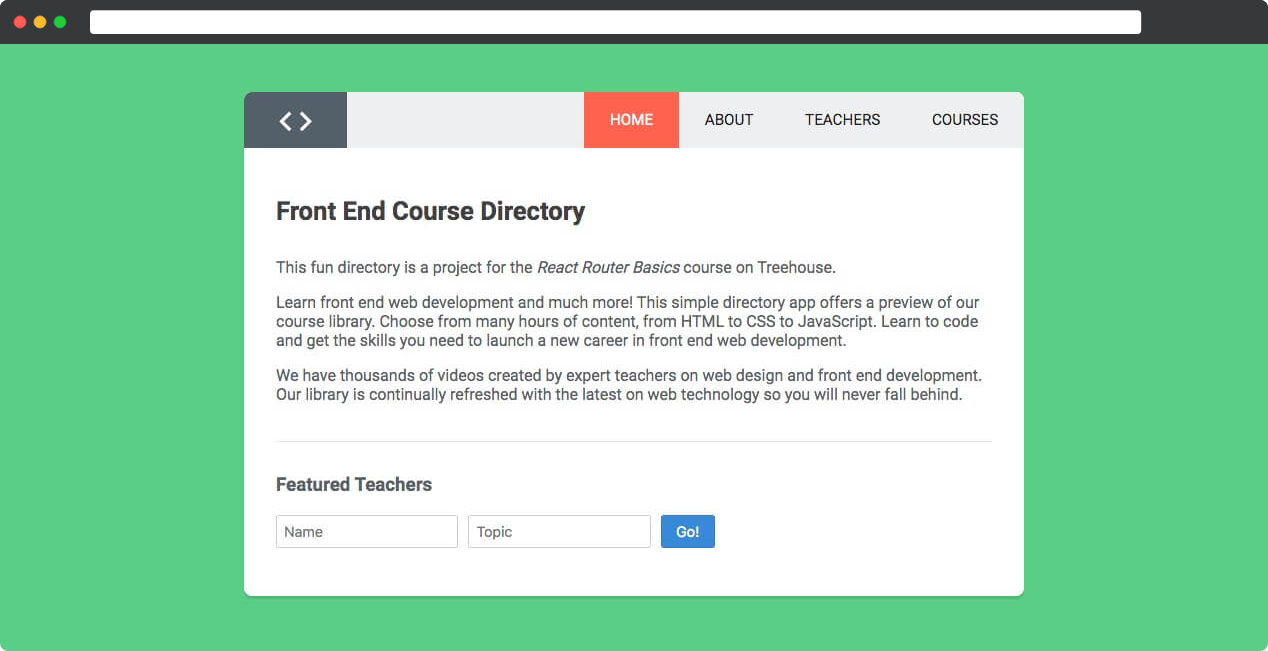 HOME ABOUT TEACHERS COURSES
Front End Course Directory
This fun directory is a project for the React Router Basics course on Treehouse.
Learn front end web development and much more! This simple directory app offers a preview of our
course library. Choose from many hours of content, from HTML to CSS to JavaScript. Learn to code
and get the skills you need to launch a new career in front end web development.
We have thousands of videos created by expert teachers on web design and front end development.
Our library is continually refreshed with the latest on web technology so you will never fall behind.
Featured Teachers
Name Topic Go!